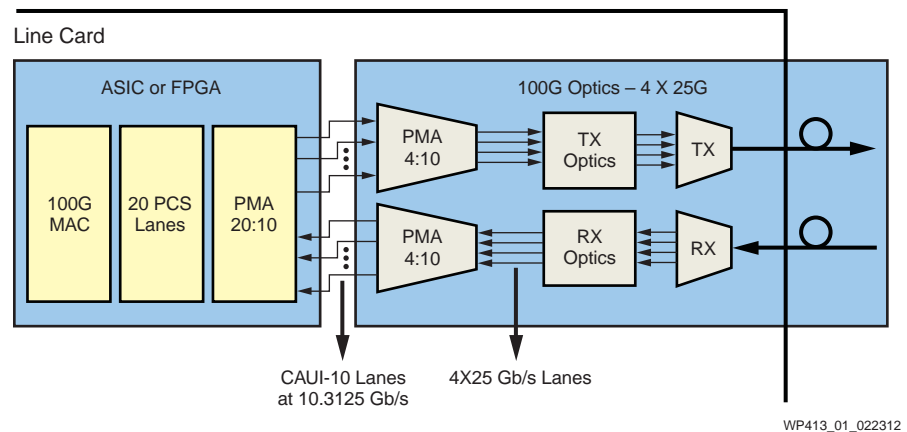 Line Card
ASIC or FPGA
100G Optics – 4 X 25G
100G
MAC
20 PCS
Lanes
PMA
20:10
PMA
4:10
TX
Optics
TX
PMA
4:10
RX
Optics
RX
CAUI-10 Lanes
at 10.3125 Gb/s
4X25 Gb/s Lanes
WP413_01_022312